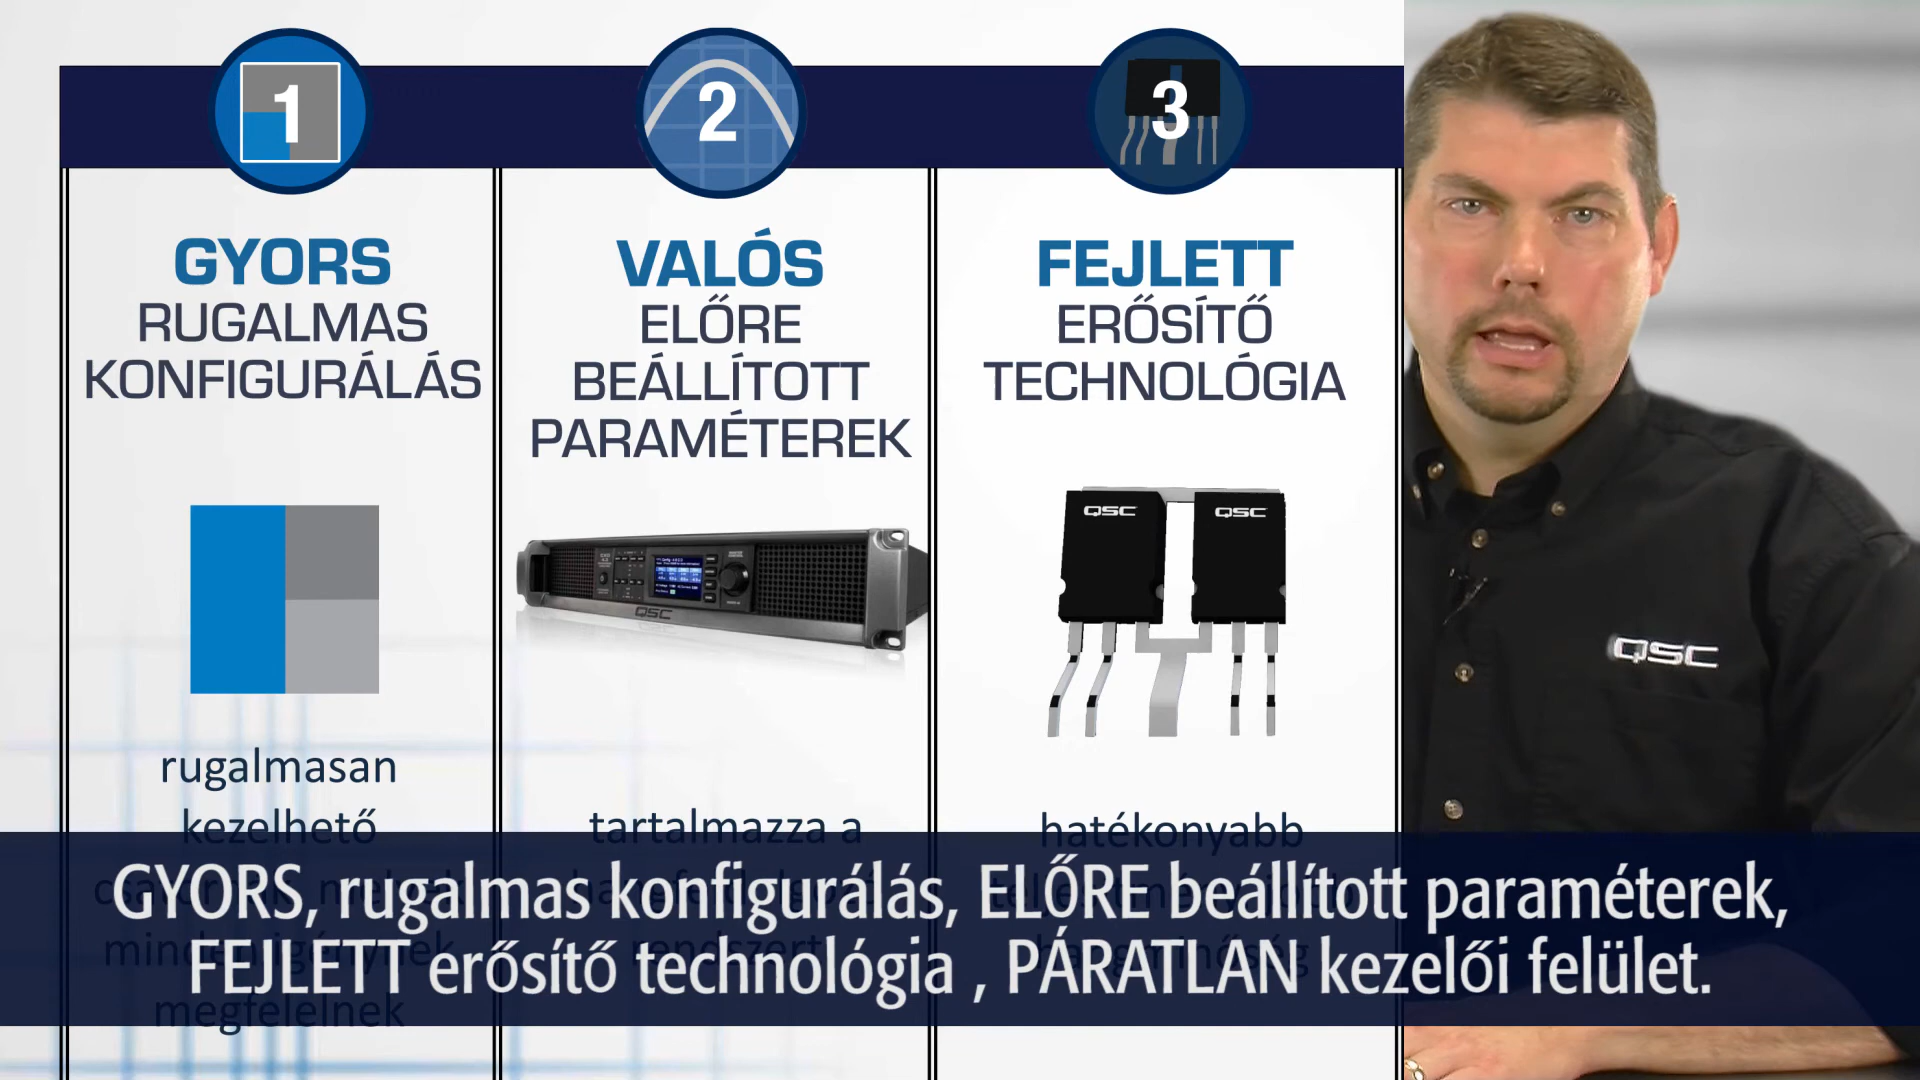 1
2
3
GYORS
RUGALMAS
KONFIGURÁLÁS
VALÓS
ELŐRE
BEÁLLÍTOTT
PARAMÉTEREK
FEJLETT
ERŐSÍTŐ
TECHNOLÓGIA
QSC
QSC
QSC
QSC
rugalmasan
kezelhető
megfelelnek
tartalmazza a
rendszert
hatékonyabb
GYORS, rugalmas konfigurálás, ELŐRE beállított paraméterek,
FEJLETT erősítő technológia , PÁRATLAN kezelői felület.